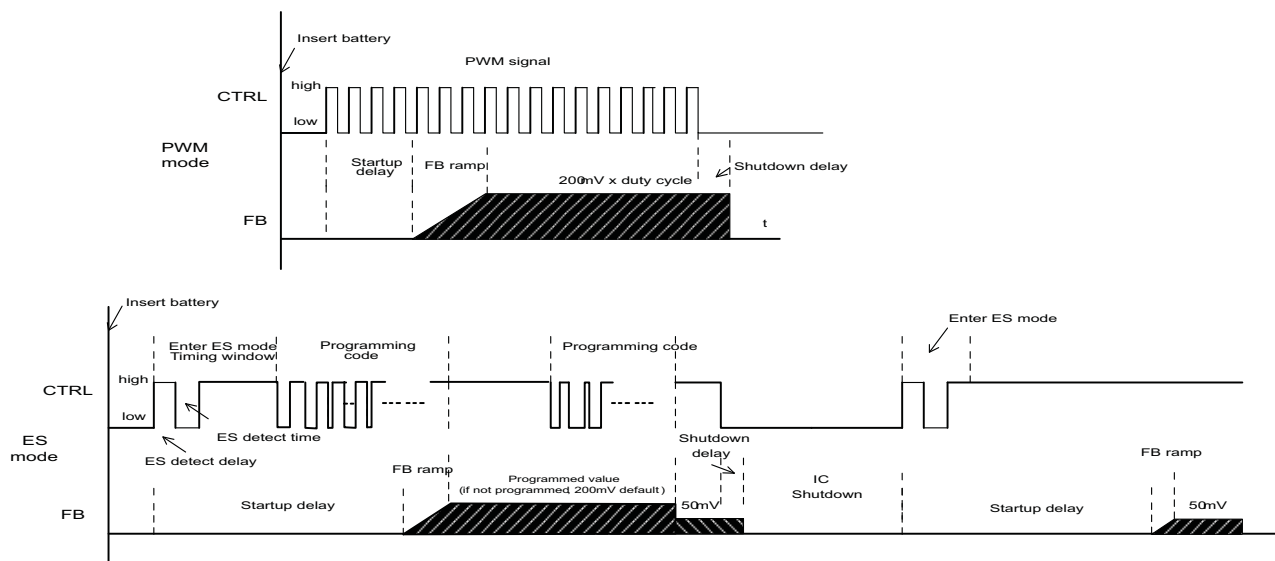 Insert battery
PWM signal
high
CTRL
low
PWM
mode
Startup
delay
FB ramp
Shutdown delay
200mV x duty cycle
FB
t
Insert battery
Enter ES mode
Enter ES mode
Timing window
Programming
code
Programming code
high
CTRL
low
ES
mode
ES detect time
ES detect delay
Shutdown
delay
FB ramp
FB ramp
Programmed value
(if not programmed, 200mV default)
IC
Shutdown
50mV
50mV
Startup delay
Startup delay
FB